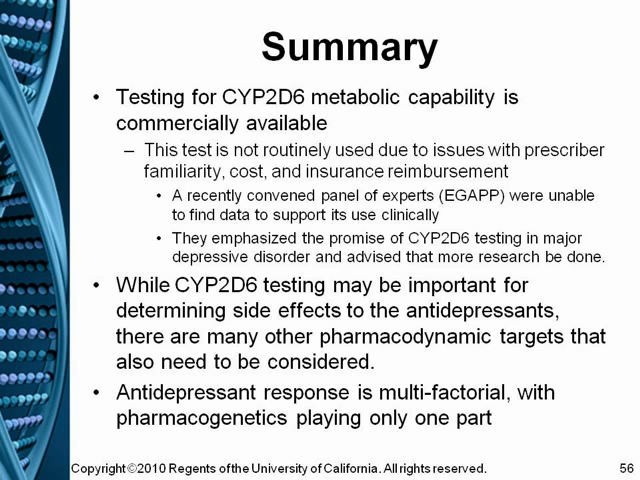 Summary
• Testing for CYP2D6 metabolic capability is
commercially available
– This test is not routinely used due to issues with prescriber
familiarity, cost, and insurance reimbursement
• A recently convened panel of experts (EGAPP) were unable
to find data to support its use clinically
• They emphasized the promise of CYP2D6 testing in major
depressive disorder and advised that more research be done.
• While CYP2D6 testing may be important for
determining side effects to the antidepressants,
there are many other pharmacodynamic targets that
also need to be considered.
• Antidepressant response is multi-factorial, with
pharmacogenetics playing only one part
Copyright ©2010 Regents of the University of California. All rights reserved.
56